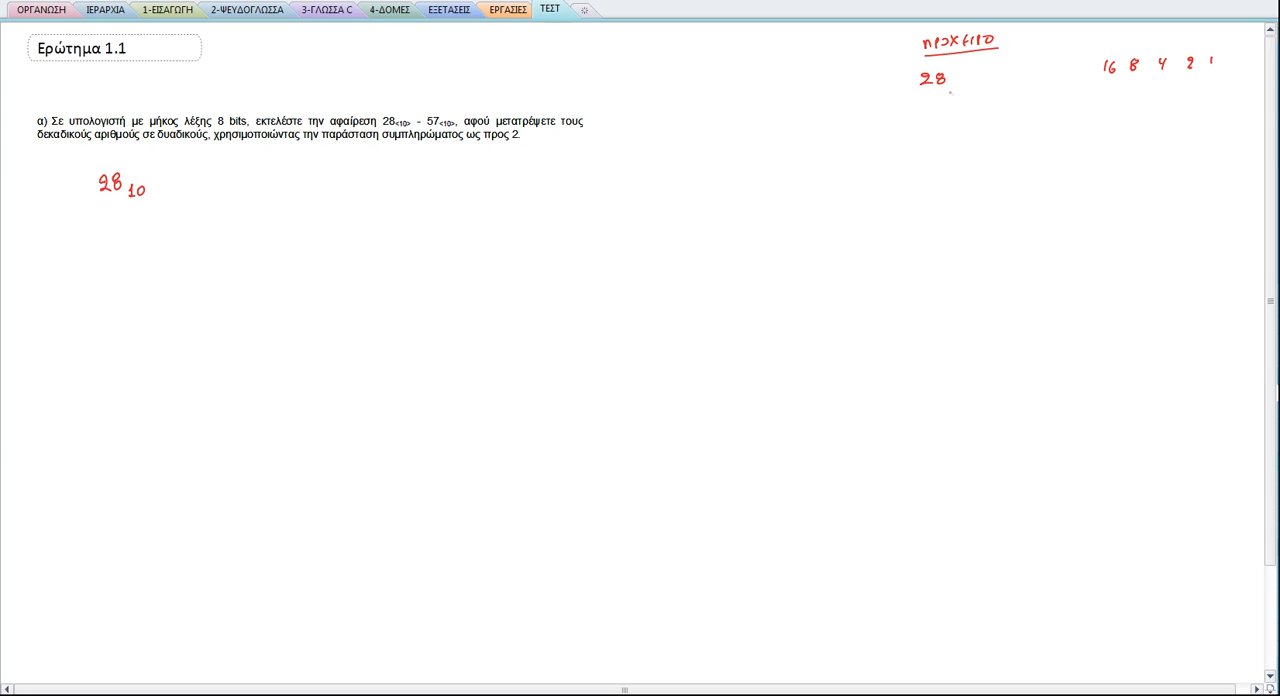 ΟΡΓΑΝΩΣΗ ΙΕΡΑΡΧΙΑ 1-ΕΙΣΑΓΩΓΗ 2-ΨΕΥΔΟΓΛΩΣΣΑ 3-ΓΛΩΣΣΑ C 4-ΔΟΜΕΣ ΕΞΕΤΑΣΕΙΣ ΕΡΓΑΣΙΕΣ ΤΕΣΤ
Ερώτημα 1.1
ΠΡΟΧΕΙΡΟ
16 8 4 2 1
28
α) Σε υπολογιστή με μήκος λέξης 8 bits, εκτελέστε την αφαίρεση 28<10> - 57<10>, αφού μετατρέψετε τους
δεκαδικούς αριθμούς σε δυαδικούς, χρησιμοποιώντας την παράσταση συμπληρώματος ως προς 2.
28 10